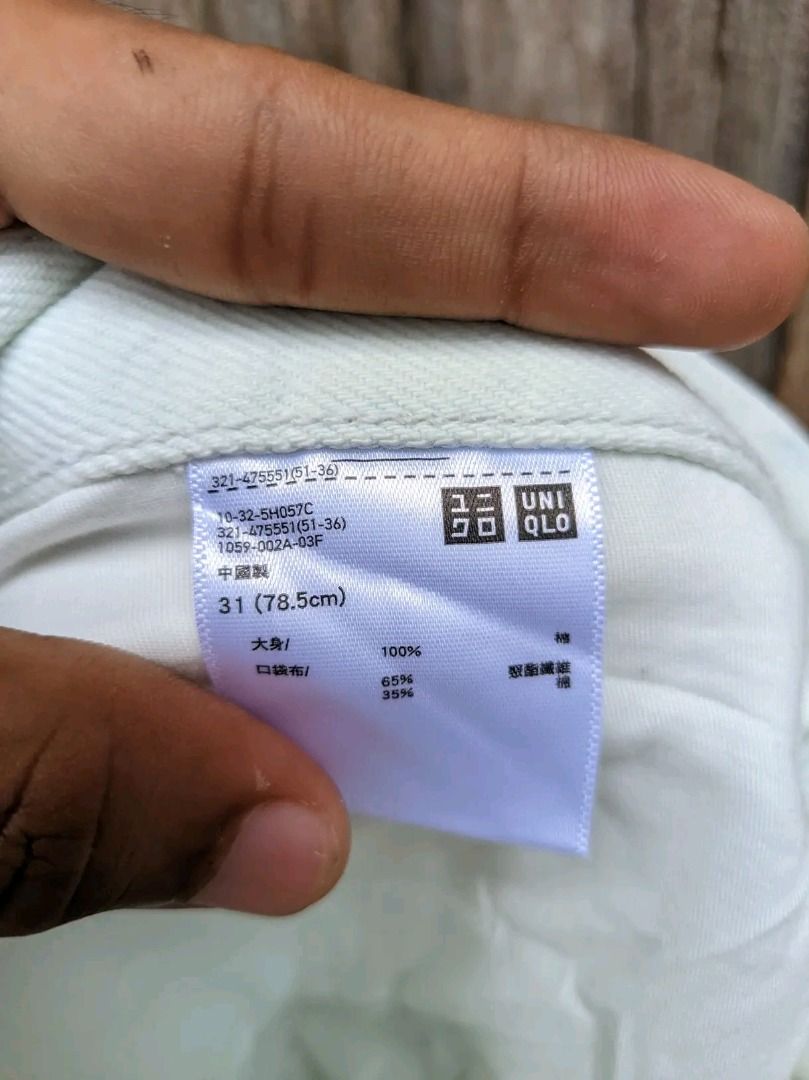 321-475551(51-36)
ユニ
クロ
UNI
QLO
10-32-5H057C
321-475551(51-36)
1059-002A-03F
中國製
31 (78.5cm)
大身/ 100% 棉
口袋布/ 65% 聚酯纖維
35% 棉